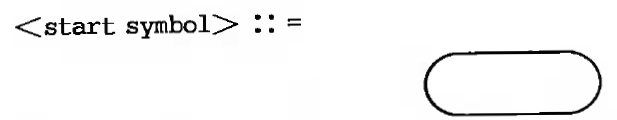 <start symbol> ::=